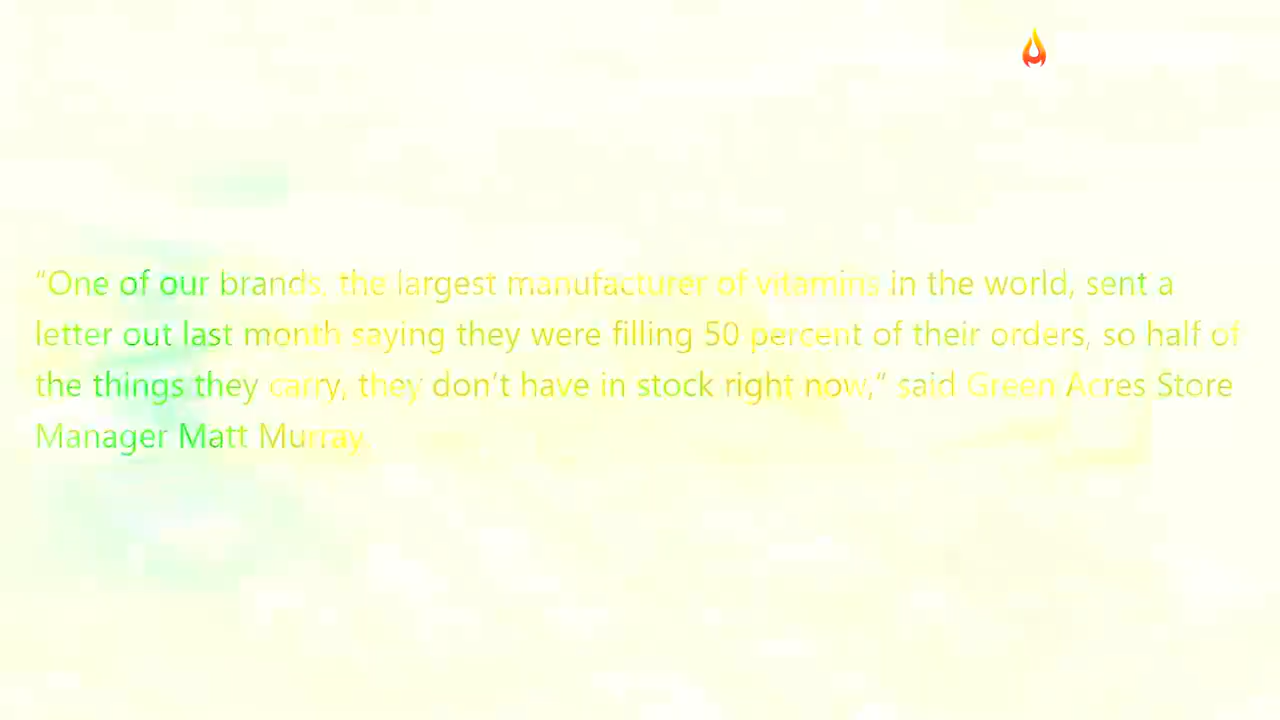 “One of our brands, the largest manufacturer of vitamins in the world, sent a
letter out last month saying they were filling 50 percent of their orders, so half of
the things they carry, they don’t have in stock right now,” said Green Acres Store
Manager Matt Murray.